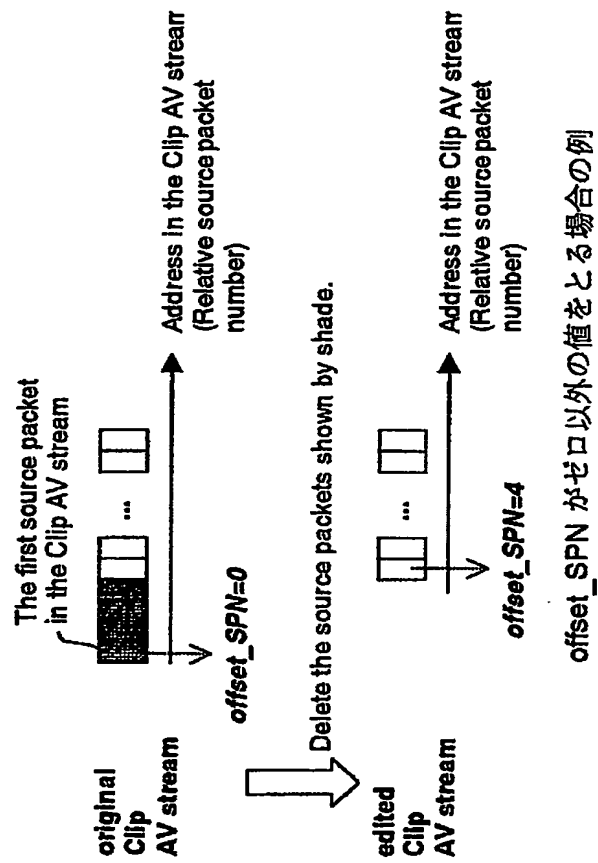 The first source packet
in the Clip AV stream
original
Clip
AV stream
...
Address in the Clip AV stream
(Relative source packet
number)
offset_SPN=0
Delete the source packets shown by shade.
edited
Clip
AV stream
...
Address in the Clip AV stream
(Relative source packet
number)
offset_SPN=4
offset_SPN がゼロ以外の値をとる場合の例